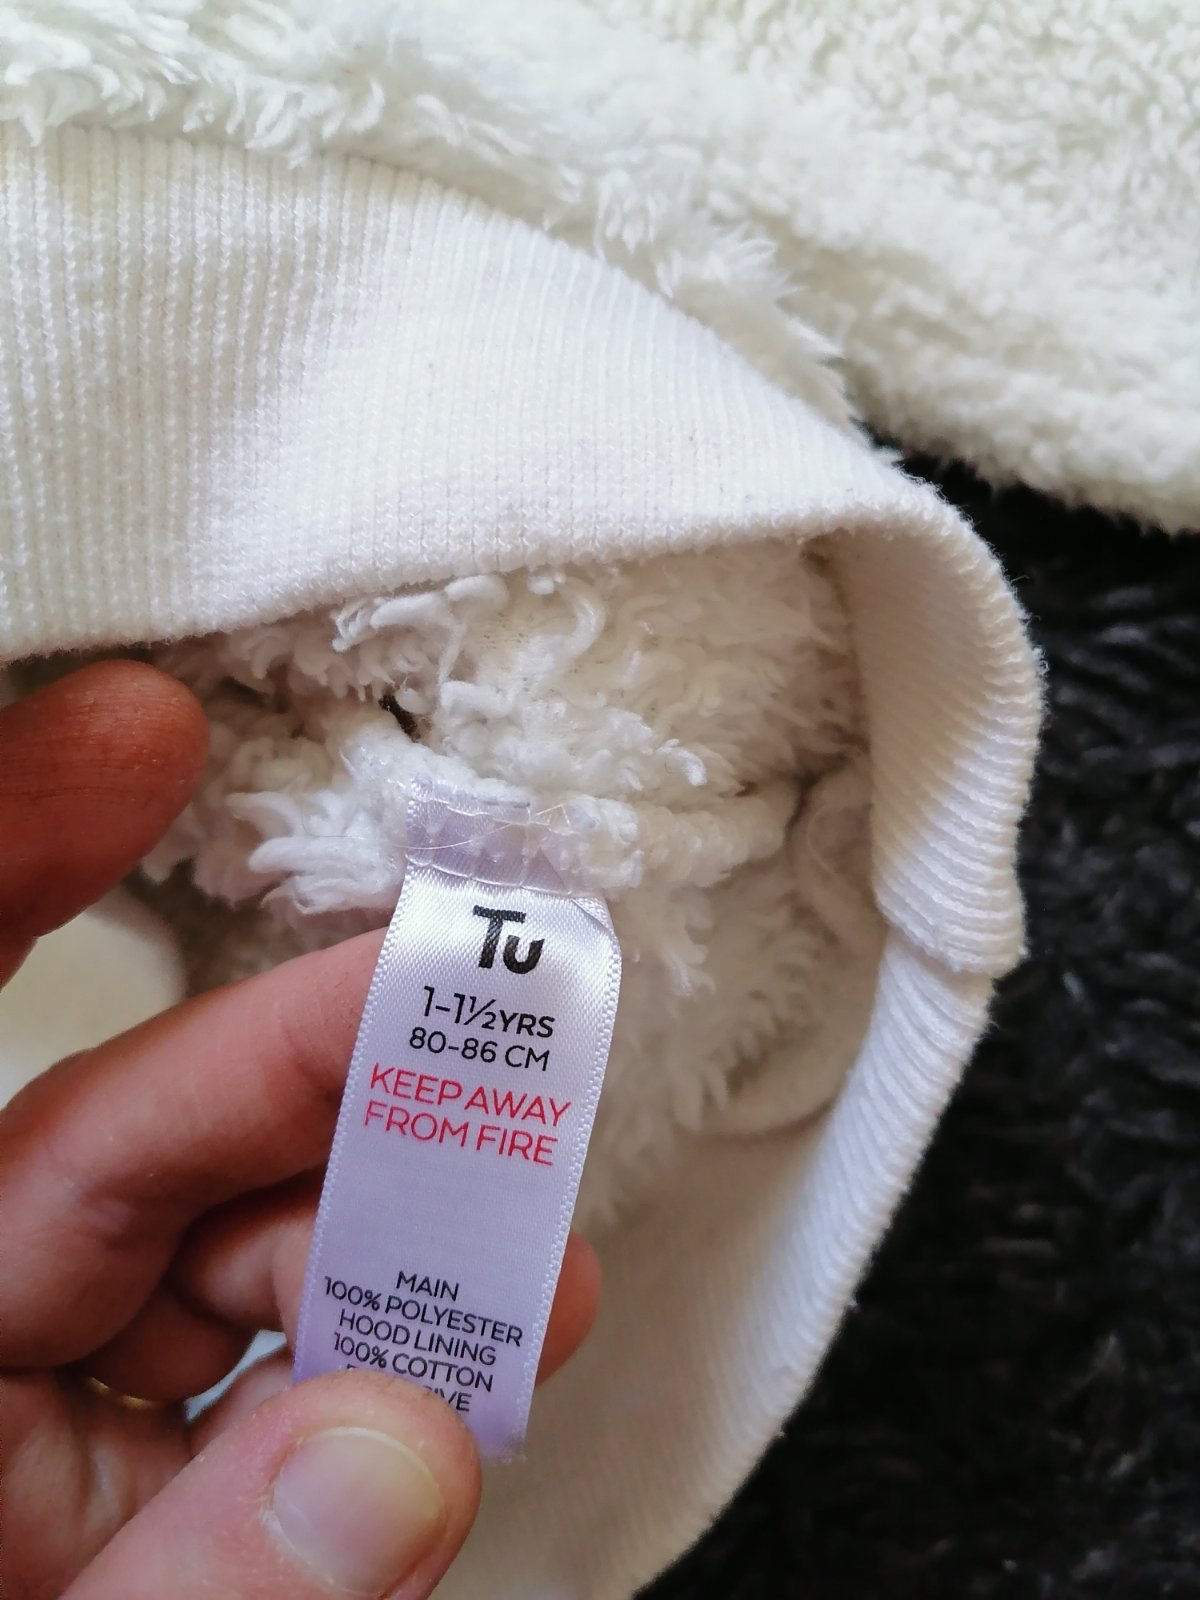 Tu
1-1½YRS
80-86 CM
KEEP AWAY
FROM FIRE
MAIN
100% POLYESTER
HOOD LINING
100% COTTON